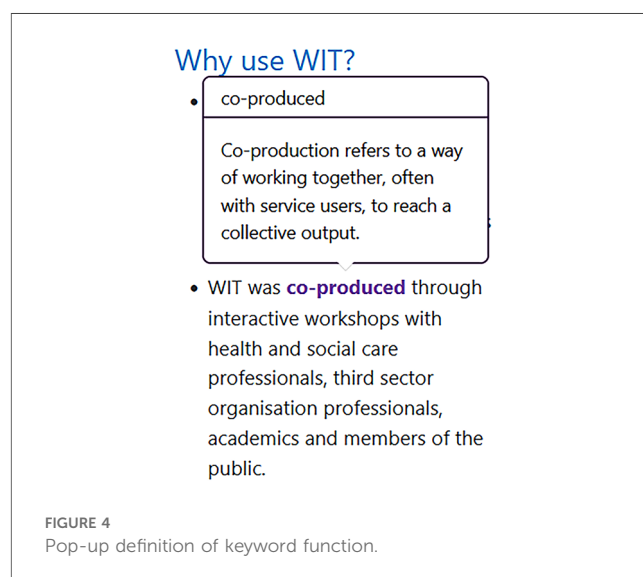 Why use WIT?
• co-produced
Co-production refers to a way
of working together, often
with service users, to reach a
collective output.
• WIT was co-produced through
interactive workshops with
health and social care
professionals, third sector
organisation professionals,
academics and members of the
public.
FIGURE 4
Pop-up definition of keyword function.